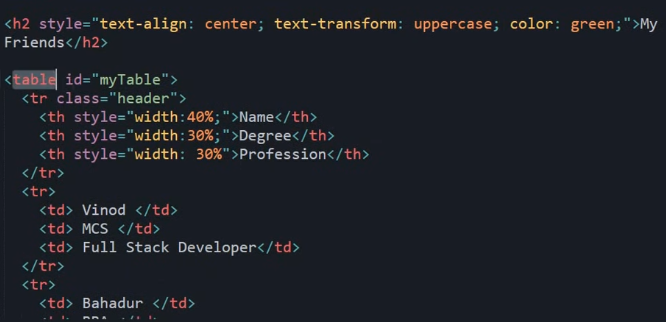 <h2 style="text-align: center; text-transform: uppercase; color: green;">My
Friends</h2>
<table id="myTable">
<tr class="header">
<th style="width:40%;">Name</th>
<th style="width:30%;">Degree</th>
<th style="width: 30%">Profession</th>
</tr>
<tr>
<td> Vinod </td>
<td> MCS </td>
<td> Full Stack Developer</td>
</tr>
<tr>
<td> Bahadur </td>